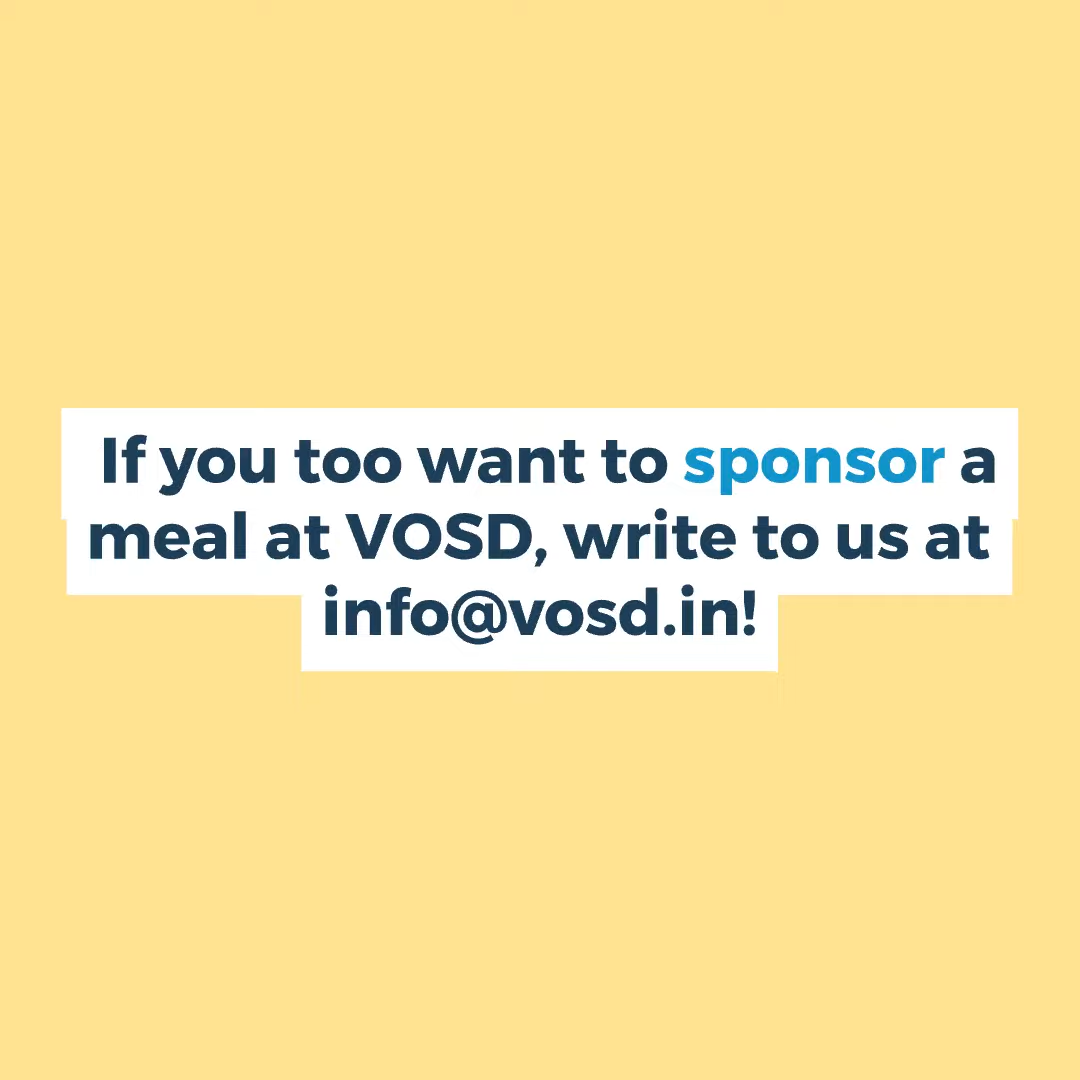 If you too want to sponsor a
meal at VOSD, write to us at
info@vosd.in!